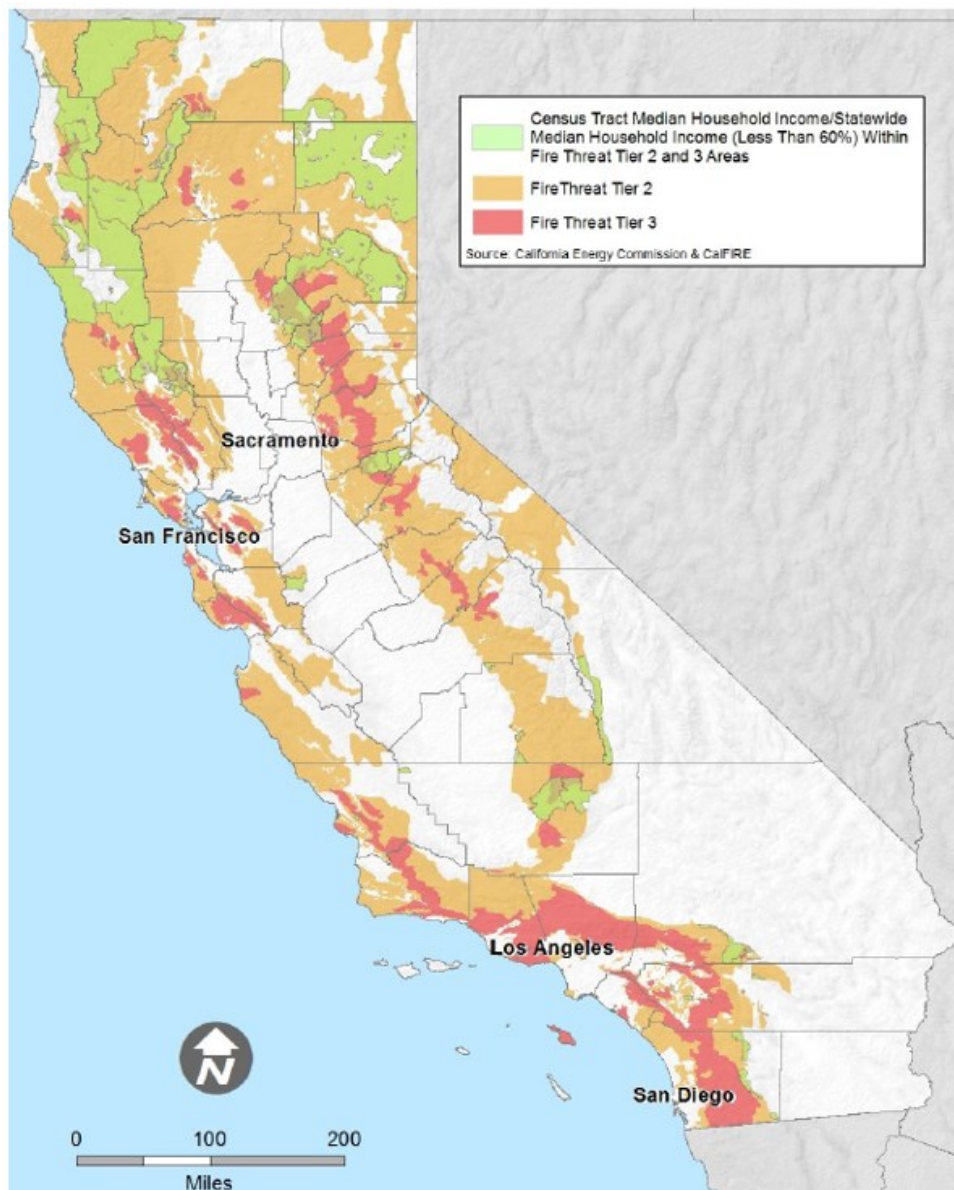 Census Tract Median Household Income/Statewide
Median Household Income (Less Than 60%) Within
Fire Threat Tier 2 and 3 Areas
FireThreat Tier 2
Fire Threat Tier 3
Source: California Energy Commission & CalFIRE
Sacramento
San Francisco
Los Angeles
San Diego
N
0 100 200
Miles